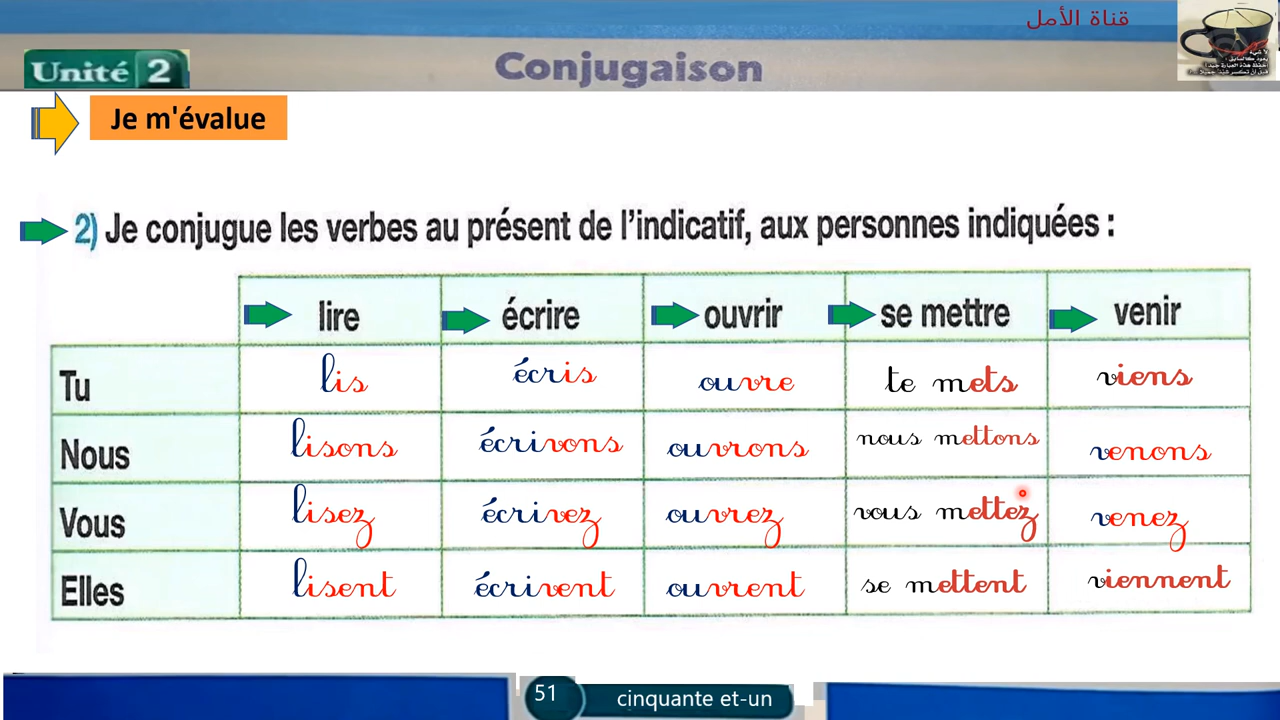 قناة الأمل
Unité 2
Conjugaison
Je m'évalue
2) Je conjugue les verbes au présent de l'indicatif, aux personnes indiquées :
lire écrire ouvrir se mettre venir
Tu lis écris ouvre te mets viens
Nous lisons écrivons ouvrons nous mettons venons
Vous lisez écrivez ouvrez vous mettez venez
Elles lisent écrivent ouvrent se mettent viennent
51 cinquante et-un